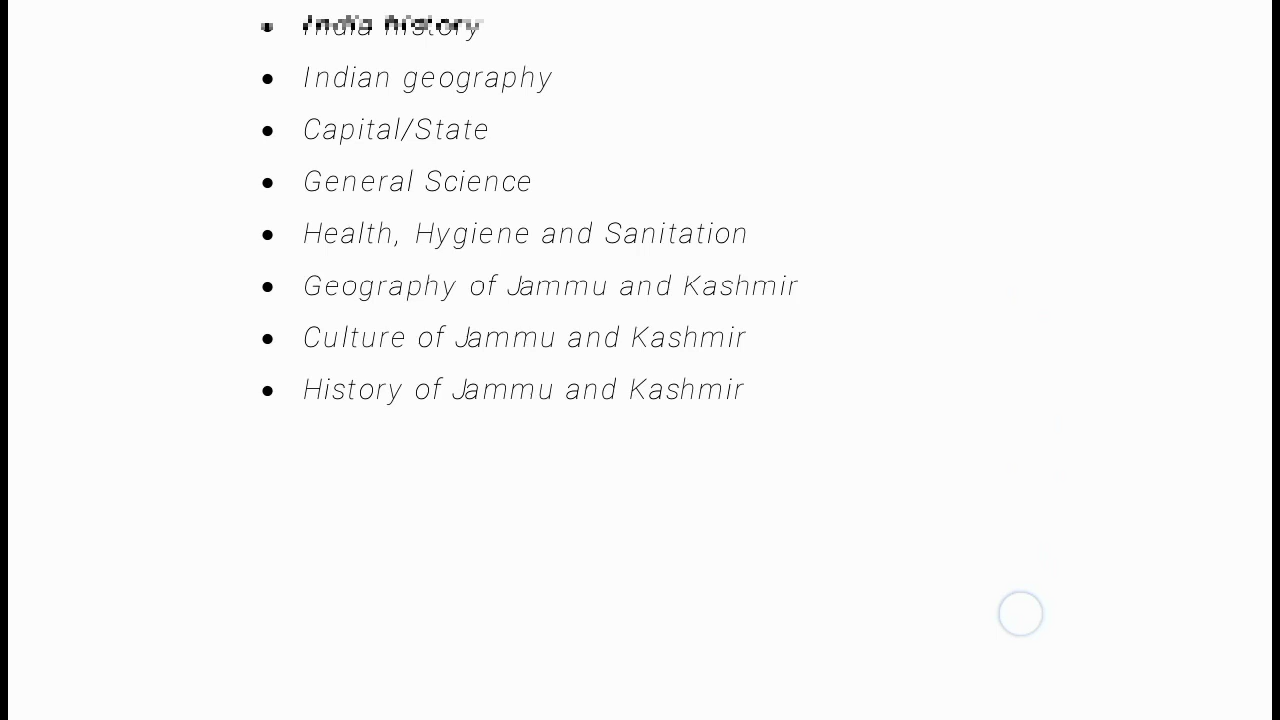 • India history
• Indian geography
• Capital/State
• General Science
• Health, Hygiene and Sanitation
• Geography of Jammu and Kashmir
• Culture of Jammu and Kashmir
• History of Jammu and Kashmir